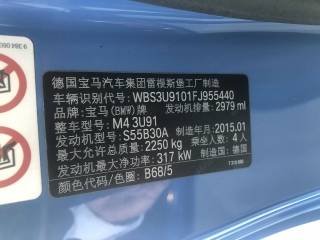 德国宝马汽车集团雷根斯堡工厂制造
车辆识别代号: WBS3U9101FJ955440
品牌: 宝马(BMW)牌 发动机排量: 2979 ml
整车型号: M4 3U91
发动机型号: S55B30A 制造年月: 2015.01
最大允许总质量: 2250 kg 乘坐人数: 4人
发动机最大净功率: 317 kW 制造国: 德国
颜色代码/色圈: B68/5